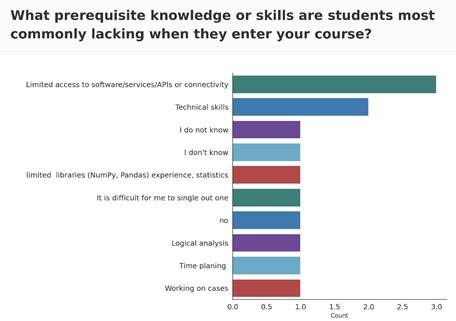 What prerequisite knowledge or skills are students most
commonly lacking when they enter your course?
Limited access to software/services/APIs or connectivity
Technical skills
I do not know
I don't know
limited libraries (NumPy, Pandas) experience, statistics
It is difficult for me to single out one
no
Logical analysis
Time planing
Working on cases
0.0 0.5 1.0 1.5 2.0 2.5 3.0
Count